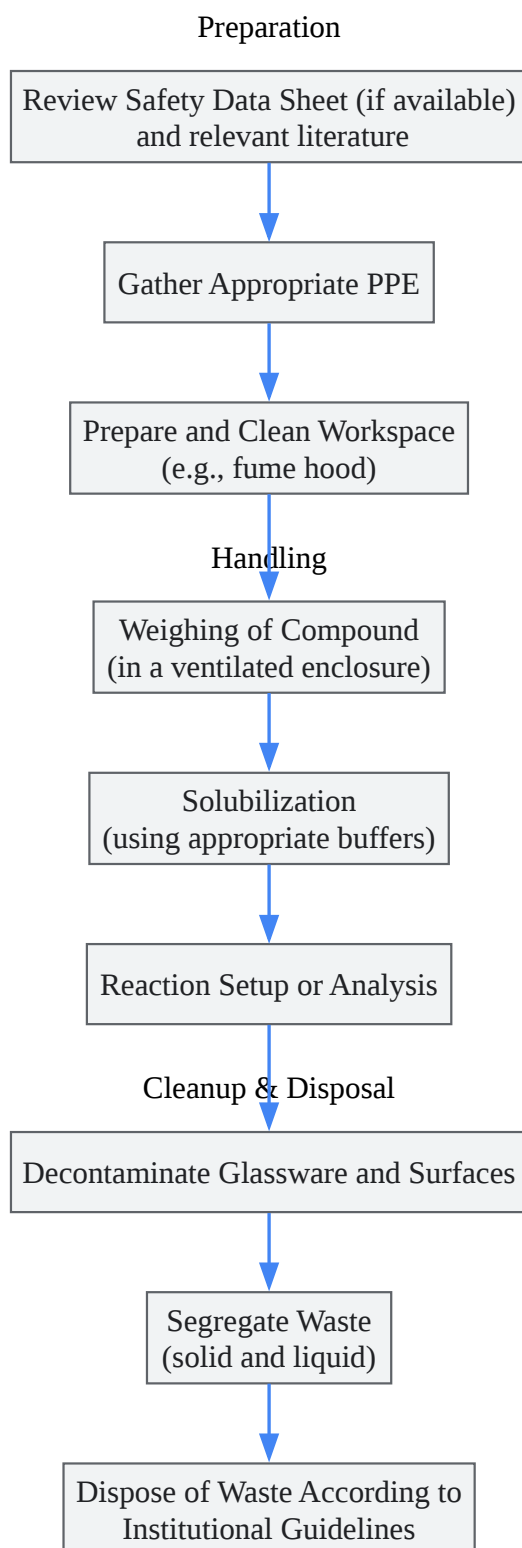 Preparation
Review Safety Data Sheet (if available)
and relevant literature
Gather Appropriate PPE
Prepare and Clean Workspace
(e.g., fume hood)
Handling
Weighing of Compound
(in a ventilated enclosure)
Solubilization
(using appropriate buffers)
Reaction Setup or Analysis
Cleanup & Disposal
Decontaminate Glassware and Surfaces
Segregate Waste
(solid and liquid)
Dispose of Waste According to
Institutional Guidelines